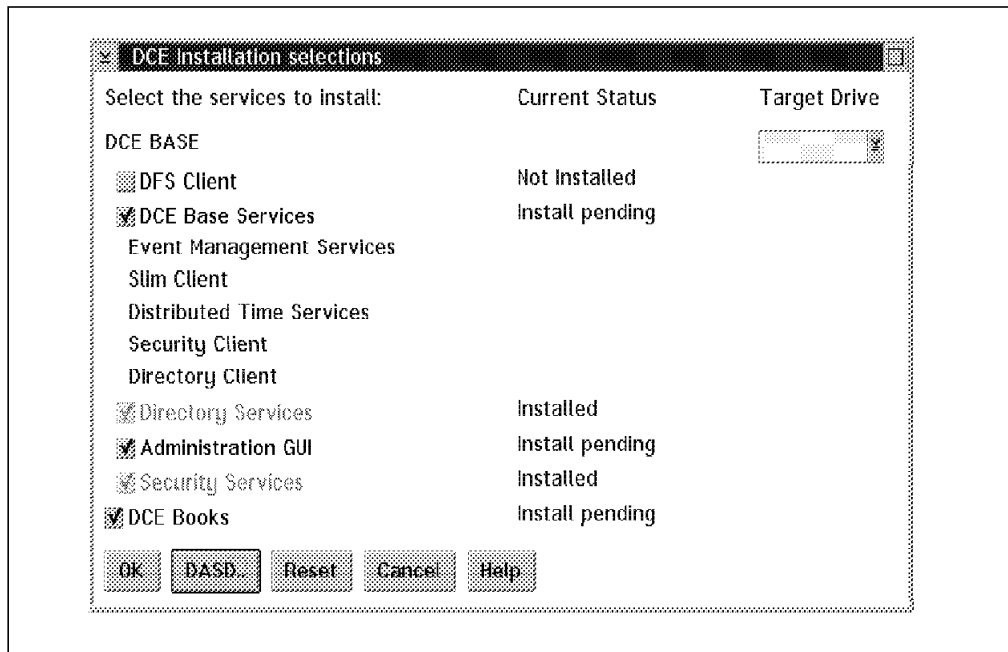 DCE Installation selections
Select the services to install: Current Status Target Drive
DCE BASE
DFS Client Not Installed
DCE Base Services Install pending
Event Management Services
Slim Client
Distributed Time Services
Security Client
Directory Client
Directory Services Installed
Administration GUI Install pending
Security Services Installed
DCE Books Install pending
OK DASD.. Reset Cancel Help